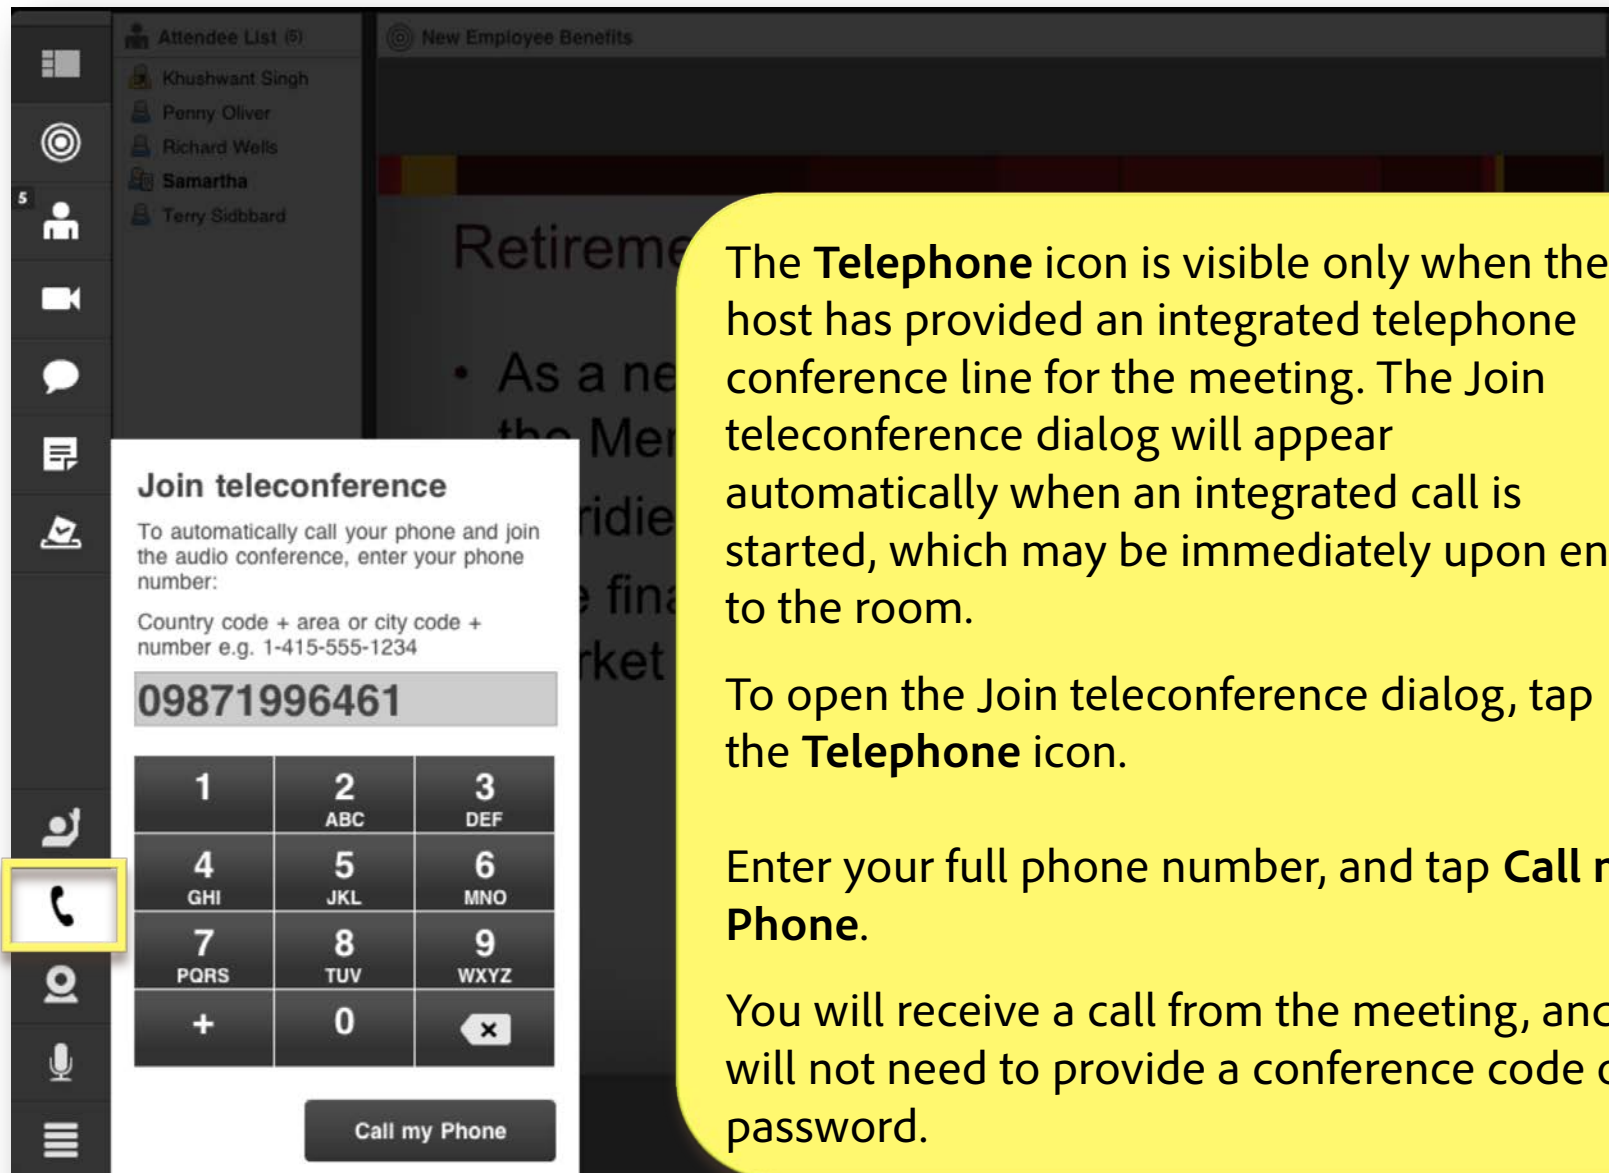 Attendee List (5)
New Employee Benefits
Khushwant Singh
Penny Oliver
Richard Wells
5
Samartha
Terry Sidbbard
Retireme
• As a ne
the Mer
ridie
fina
rket
Join teleconference
To automatically call your phone and join
the audio conference, enter your phone
number:
Country code + area or city code +
number e.g. 1-415-555-1234
09871996461
1 2 3
ABC DEF
4 5 6
GHI JKL MNO
7 8 9
PQRS TUV WXYZ
+ 0
Call my Phone
The Telephone icon is visible only when the
host has provided an integrated telephone
conference line for the meeting. The Join
teleconference dialog will appear
automatically when an integrated call is
started, which may be immediately upon en
to the room.
To open the Join teleconference dialog, tap
the Telephone icon.
Enter your full phone number, and tap Call
Phone.
You will receive a call from the meeting, and
will not need to provide a conference code
password.